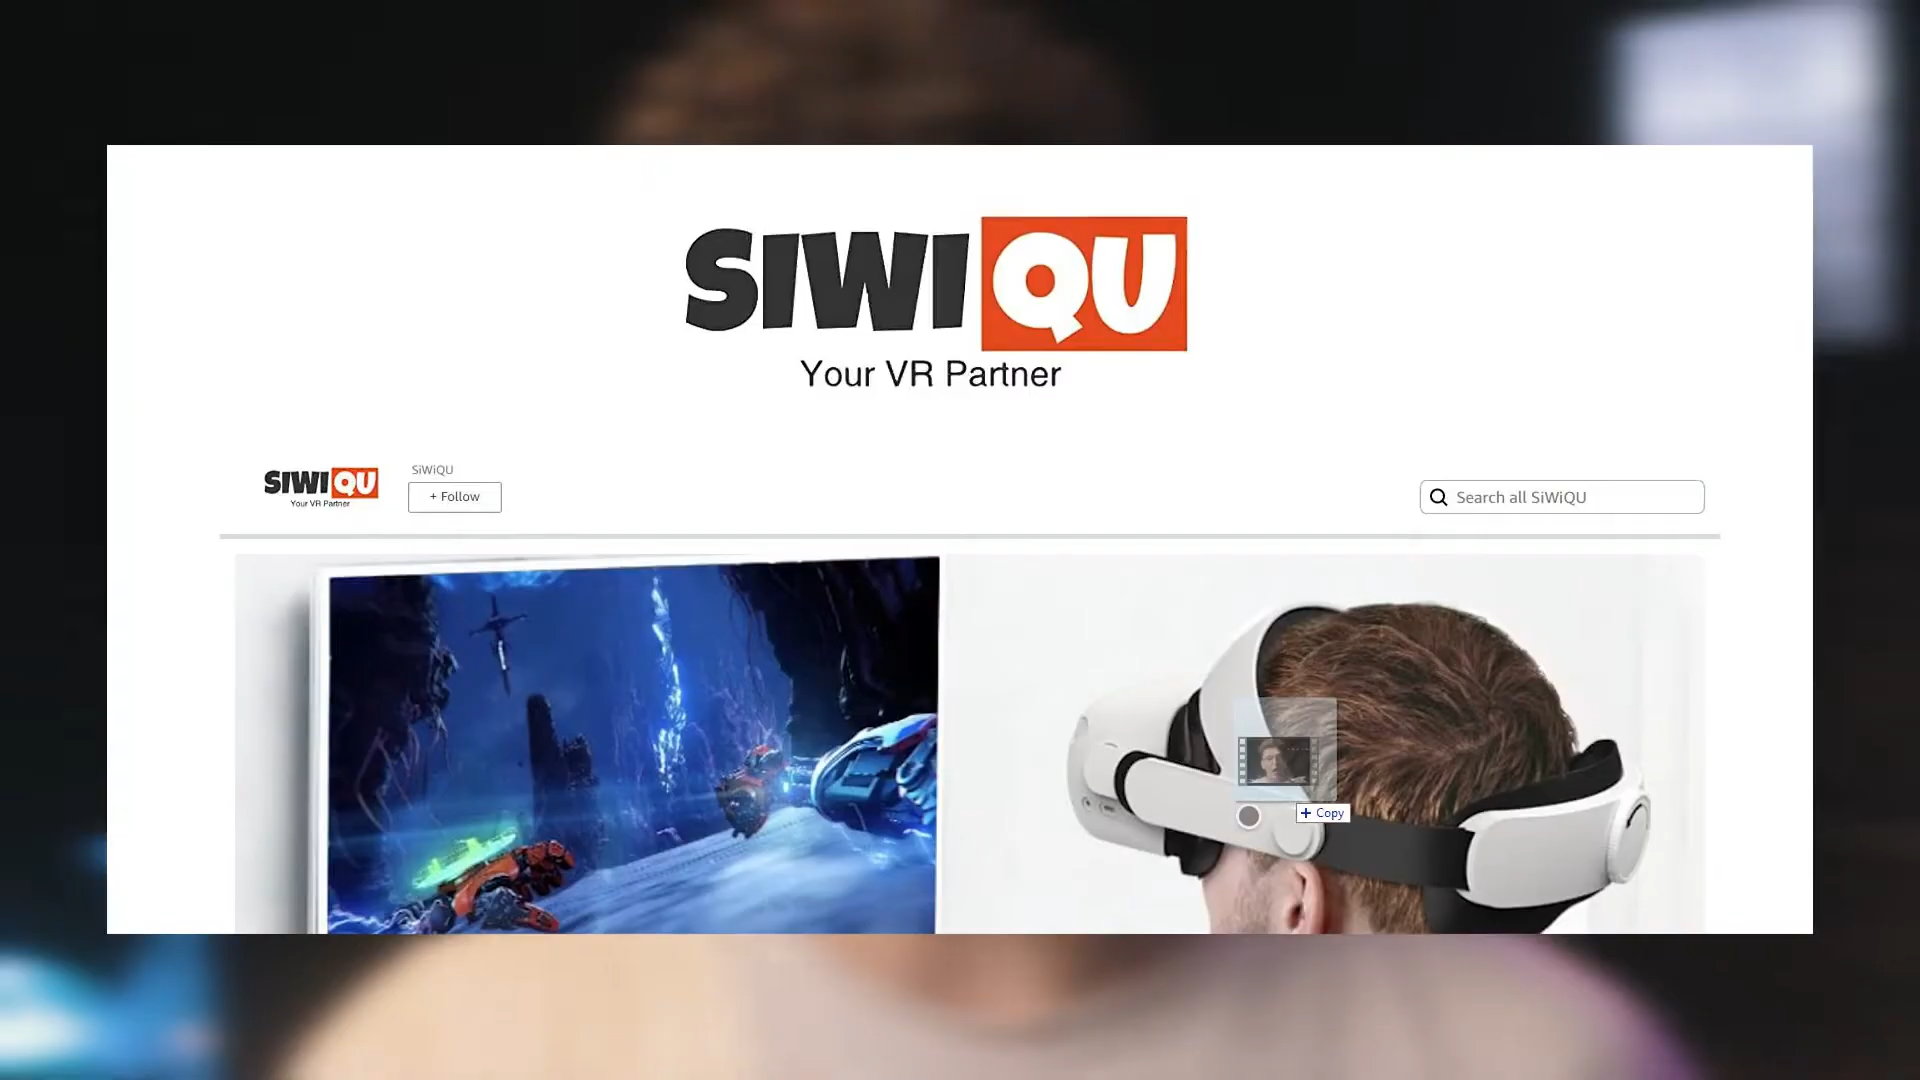 SIWIQU
Your VR Partner
SIWIQU
Your VR Partner
SiWiQU
+ Follow
Search all SiWiQU
+ Copy